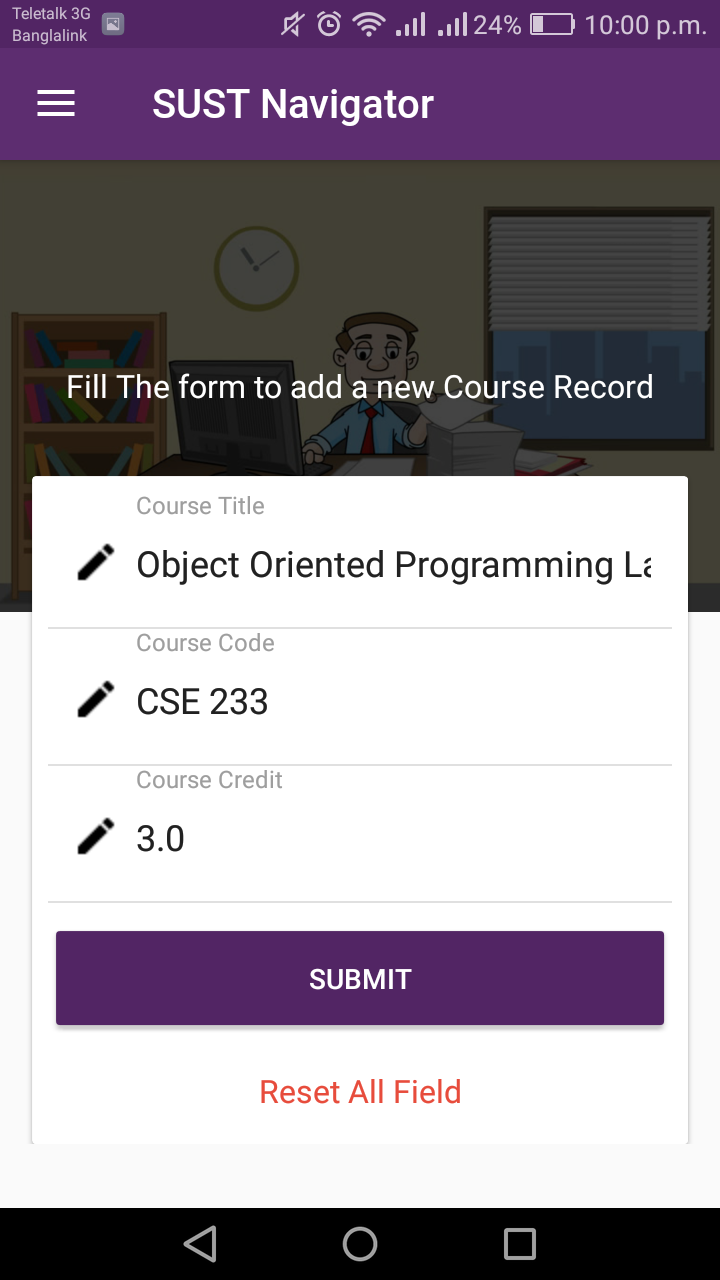 Teletalk 3G
Banglalink
24%
10:00 p.m.
SUST Navigator
Fill The form to add a new Course Record
Course Title
Object Oriented Programming
Course Code
CSE 233
Course Credit
3.0
SUBMIT
Reset All Field